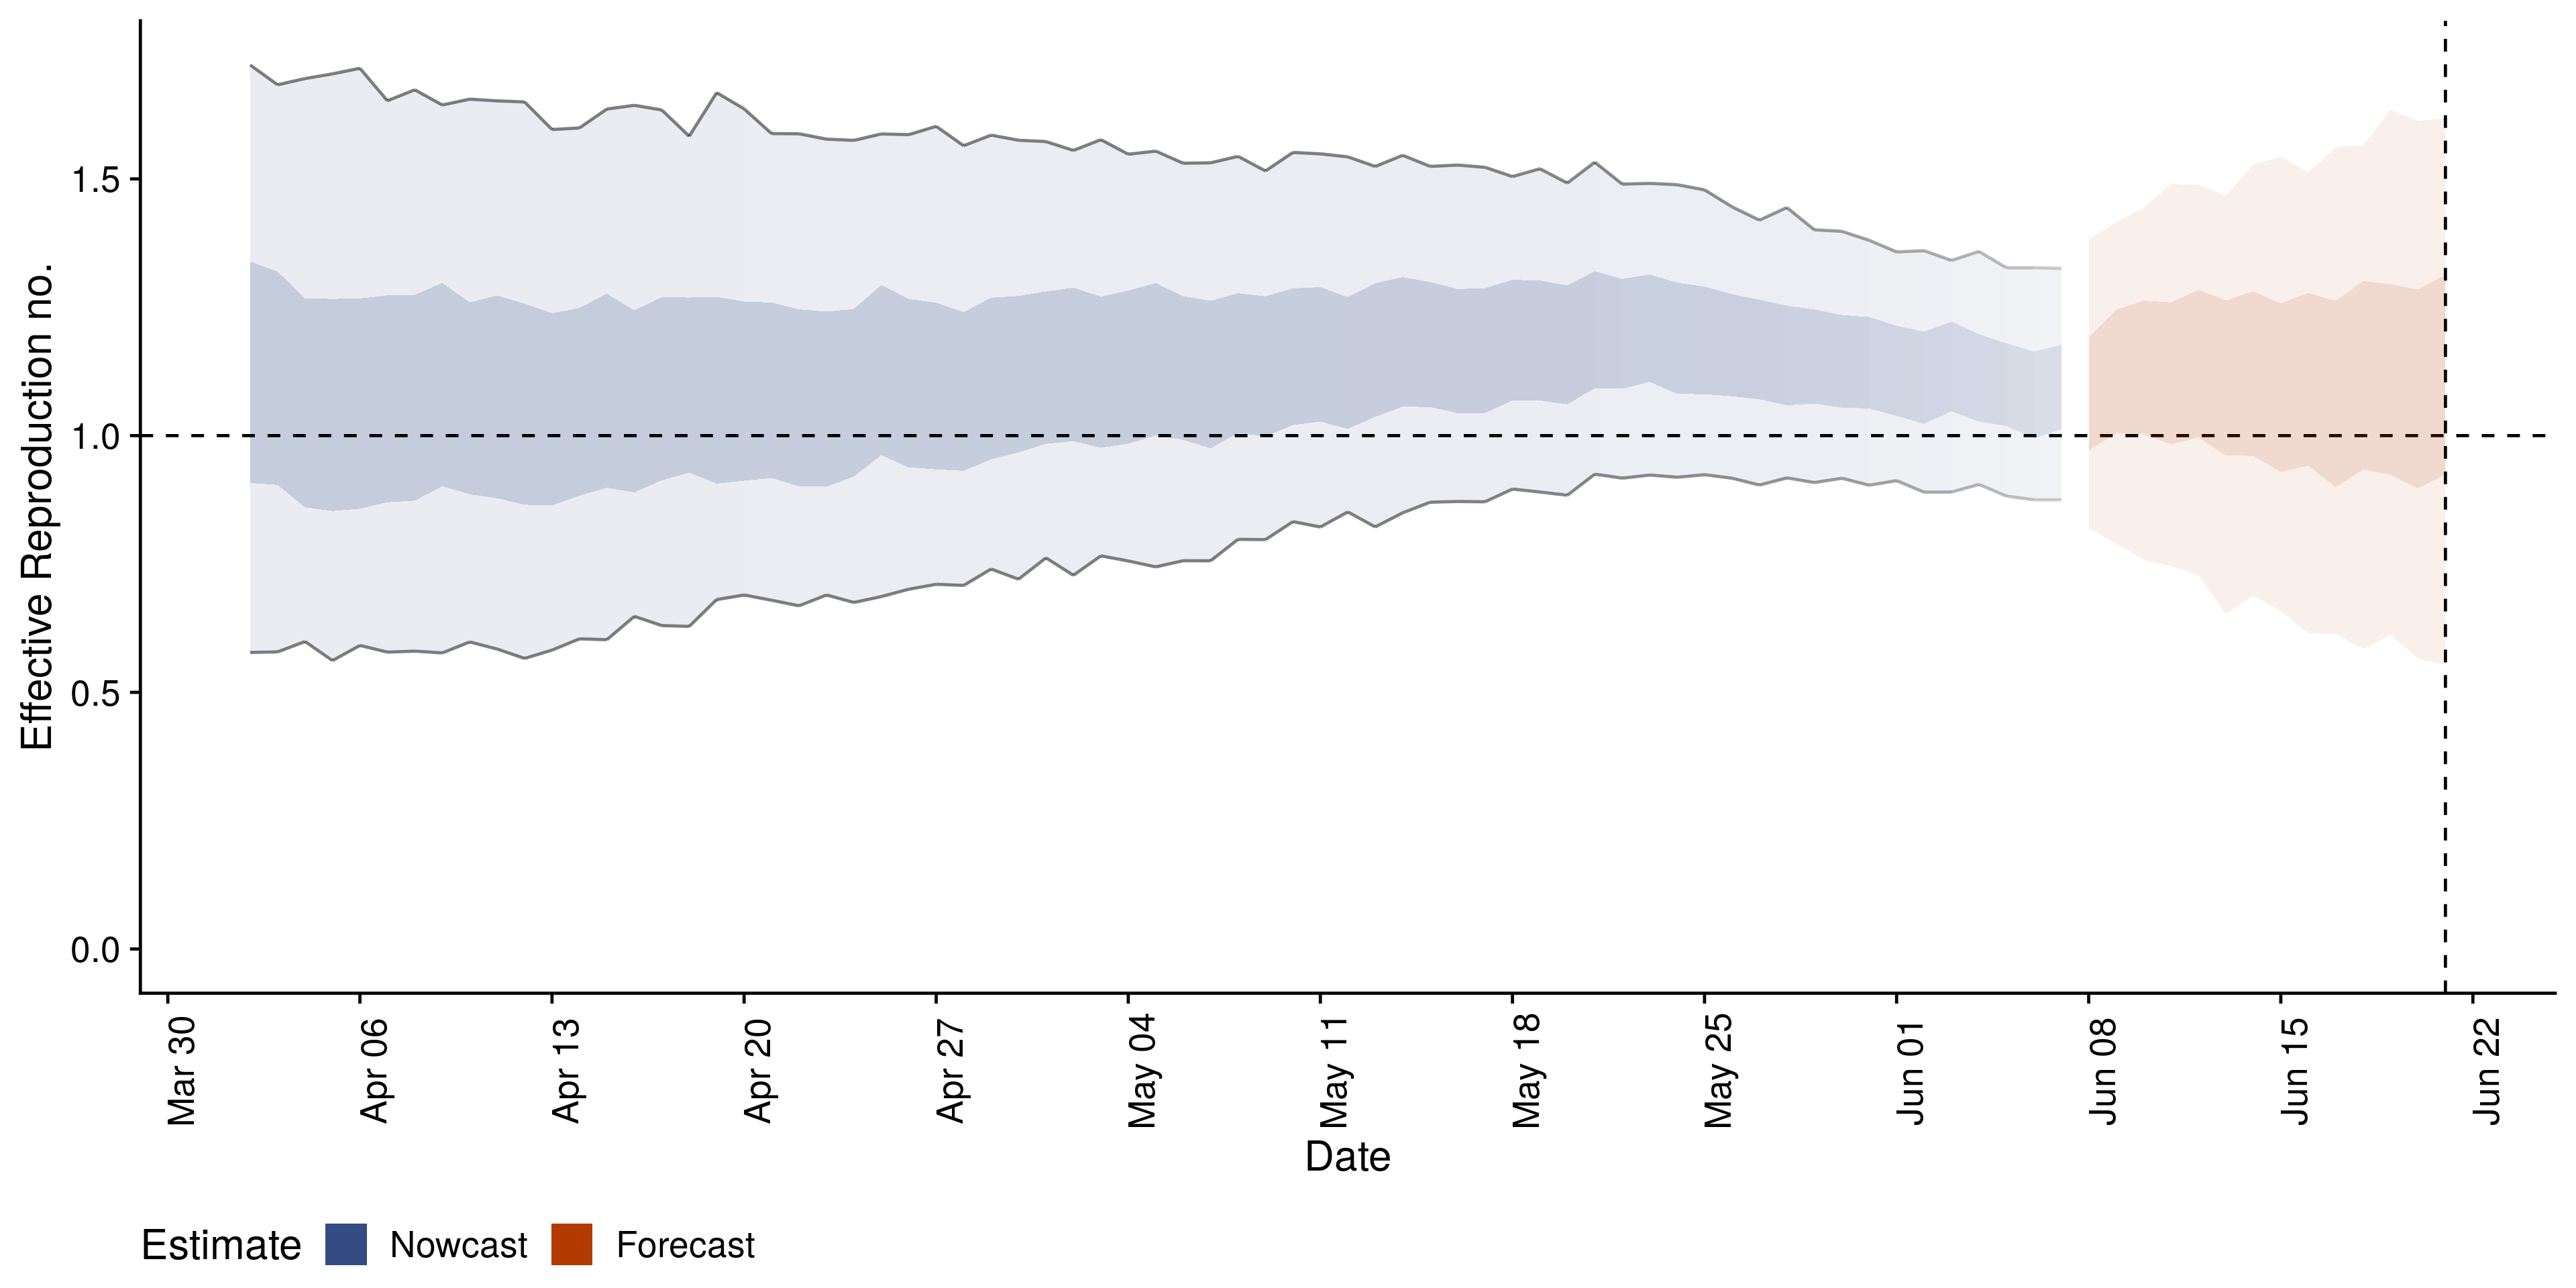 Effective Reproduction no.
1.5
1.0
0.5
0.0
Mar 30
Apr 06
Apr 13
Apr 20
Apr 27
May 04
May 11
May 18
May 25
Jun 01
Jun 08
Jun 15
Jun 22
Date
Estimate Nowcast Forecast